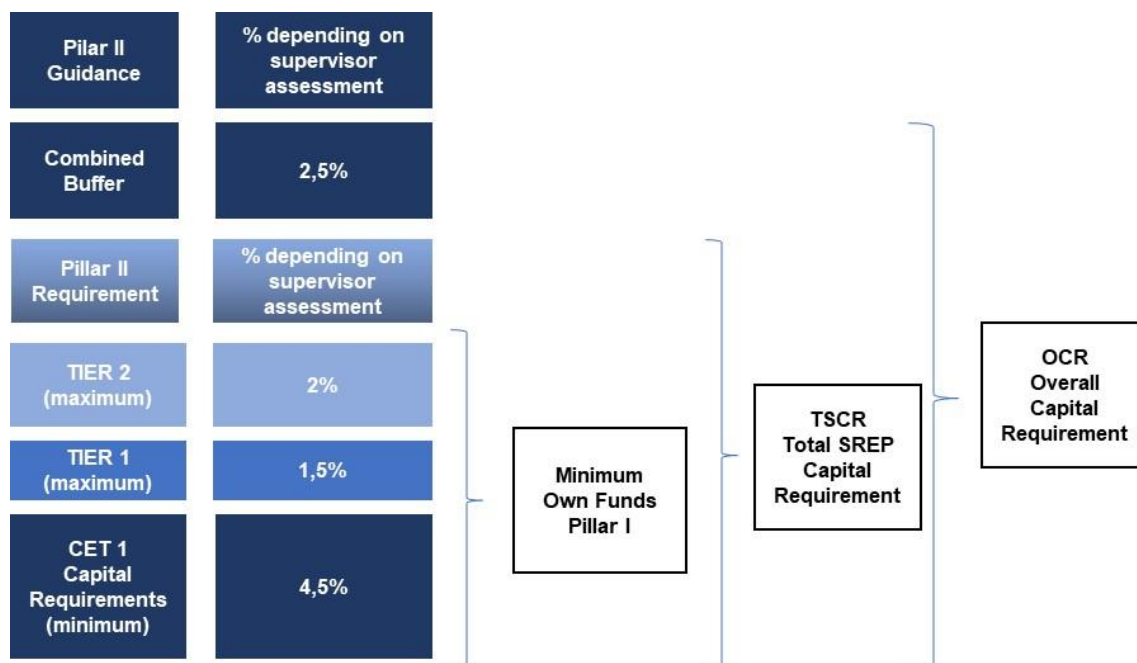 Pilar II
Guidance
% depending on
supervisor
assessment
Combined
Buffer
2,5%
Pillar II
Requirement
% depending on
supervisor
assessment
TIER 2
(maximum)
2%
TIER 1
(maximum)
1,5%
CET 1
Capital
Requirements
(minimum)
4,5%
Minimum
Own Funds
Pillar I
TSCR
Total SREP
Capital
Requirement
OCR
Overall
Capital
Requirement